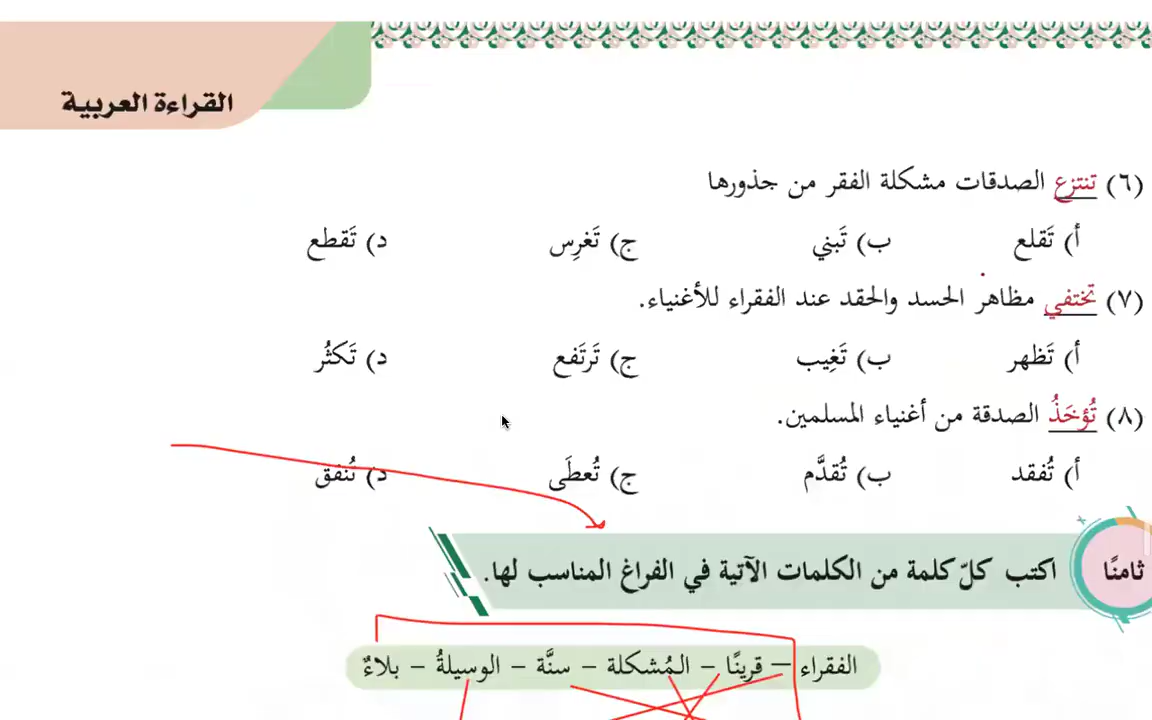 القراءة العربية
(٦) تنتزع الصدقات مشكلة الفقر من جذورها
أ) تَقلع ب) تَبني ج) تَغرِس د) تَقطع
(٧) تختفي مظاهر الحسد والحقد عند الفقراء للأغنياء.
أ) تَظهر ب) تَغِيب ج) تَرتَفع د) تَكثُر
(٨) تُؤخَذُ الصدقة من أغنياء المسلمين.
أ) تُفقد ب) تُقدَّم ج) تُعطَى د) تُنفق
ثامنًا اكتب كلّ كلمة من الكلمات الآتية في الفراغ المناسب لها.
الفقراء – قرينًا – المُشكلة – سنَّة – الوسيلةُ – بلاءٌ